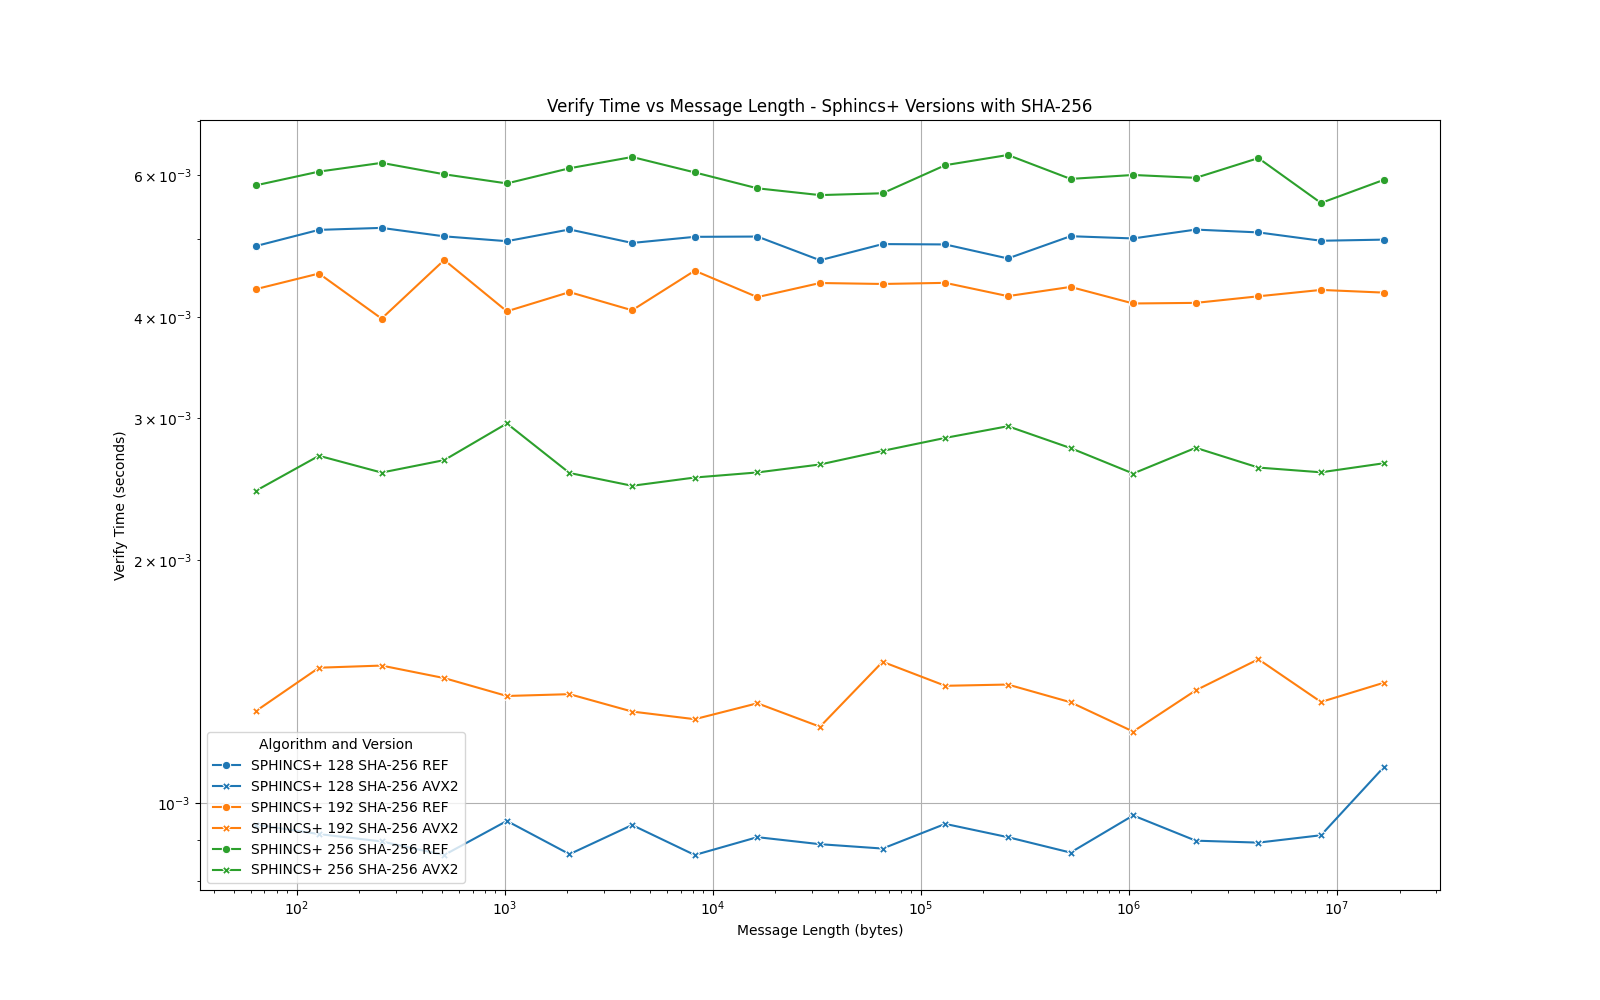 Verify Time vs Message Length - Sphincs+ Versions with SHA-256
6 × 10⁻³
4 × 10⁻³
3 × 10⁻³
2 × 10⁻³
10⁻³
Verify Time (seconds)
Algorithm and Version
SPHINCS+ 128 SHA-256 REF
SPHINCS+ 128 SHA-256 AVX2
SPHINCS+ 192 SHA-256 REF
SPHINCS+ 192 SHA-256 AVX2
SPHINCS+ 256 SHA-256 REF
SPHINCS+ 256 SHA-256 AVX2
10² 10³ 10⁴ 10⁵ 10⁶ 10⁷
Message Length (bytes)